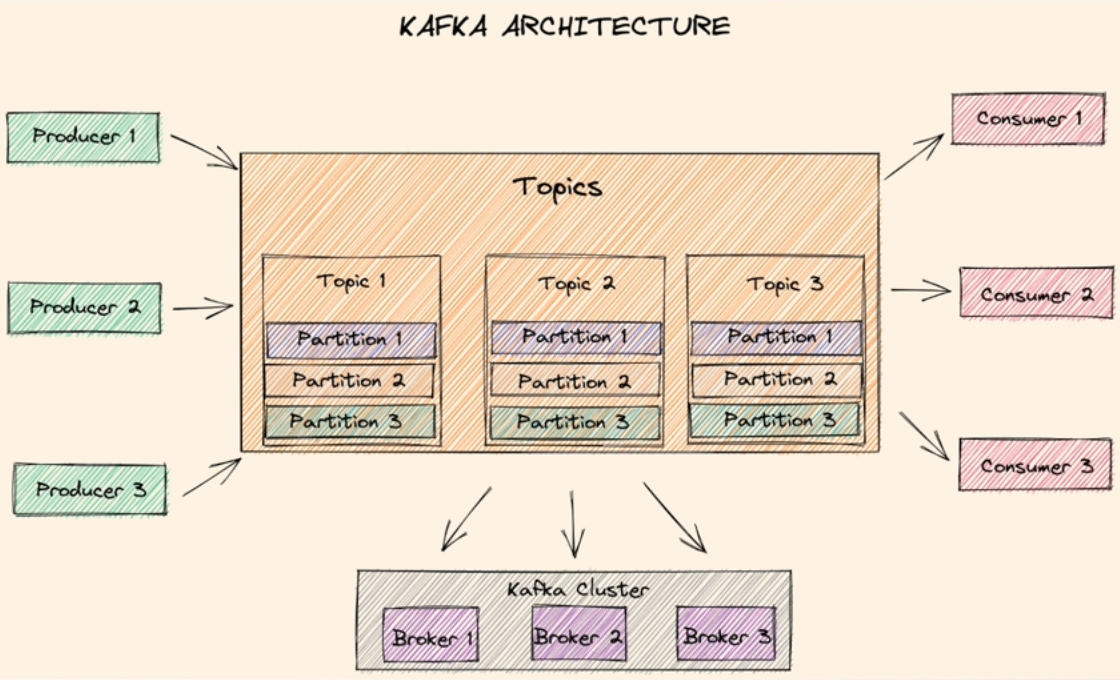 KAFKA ARCHITECTURE
Producer 1
Producer 2
Producer 3
Topics
Topic 1
Partition 1
Partition 2
Partition 3
Topic 2
Partition 1
Partition 2
Partition 3
Topic 3
Partition 1
Partition 2
Partition 3
Consumer 1
Consumer 2
Consumer 3
Kafka Cluster
Broker 1
Broker 2
Broker 3